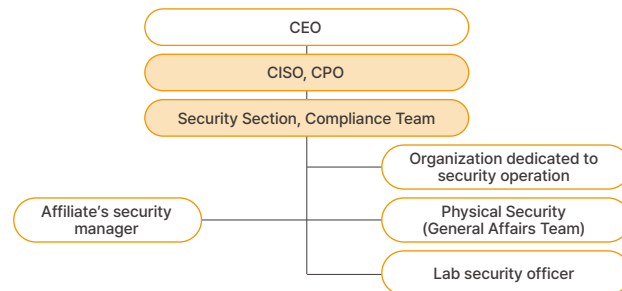 CEO
CISO, CPO
Security Section, Compliance Team
Organization dedicated to
security operation
Affiliate's security
manager
Physical Security
(General Affairs Team)
Lab security officer